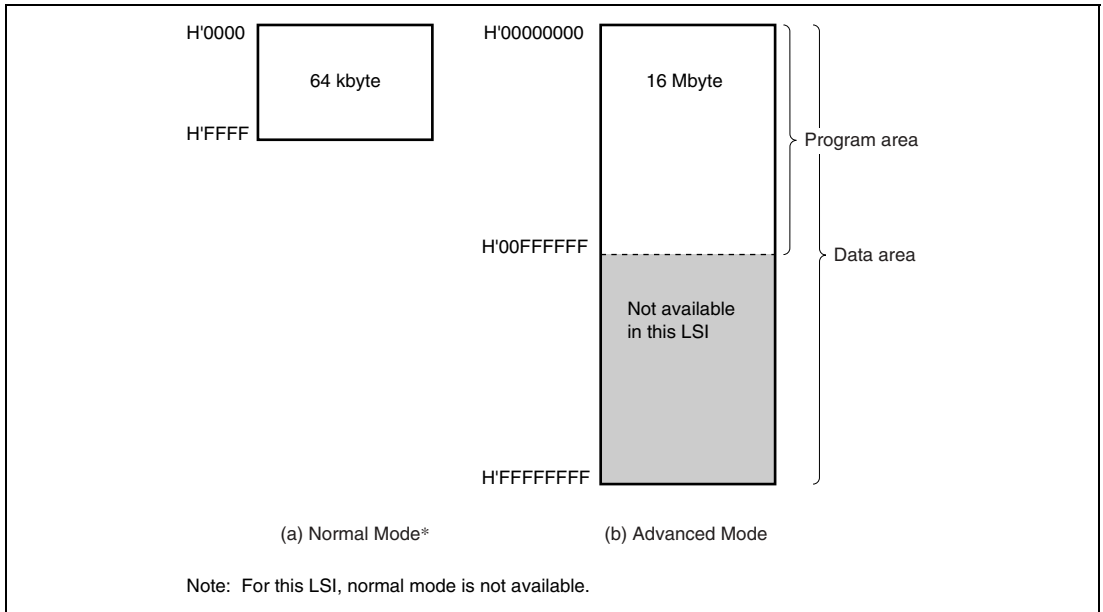 H'0000
64 kbyte
H'FFFF
H'00000000
16 Mbyte
Program area
H'00FFFFFF
Data area
Not available
in this LSI
H'FFFFFFFF
(a) Normal Mode*
(b) Advanced Mode
Note: For this LSI, normal mode is not available.